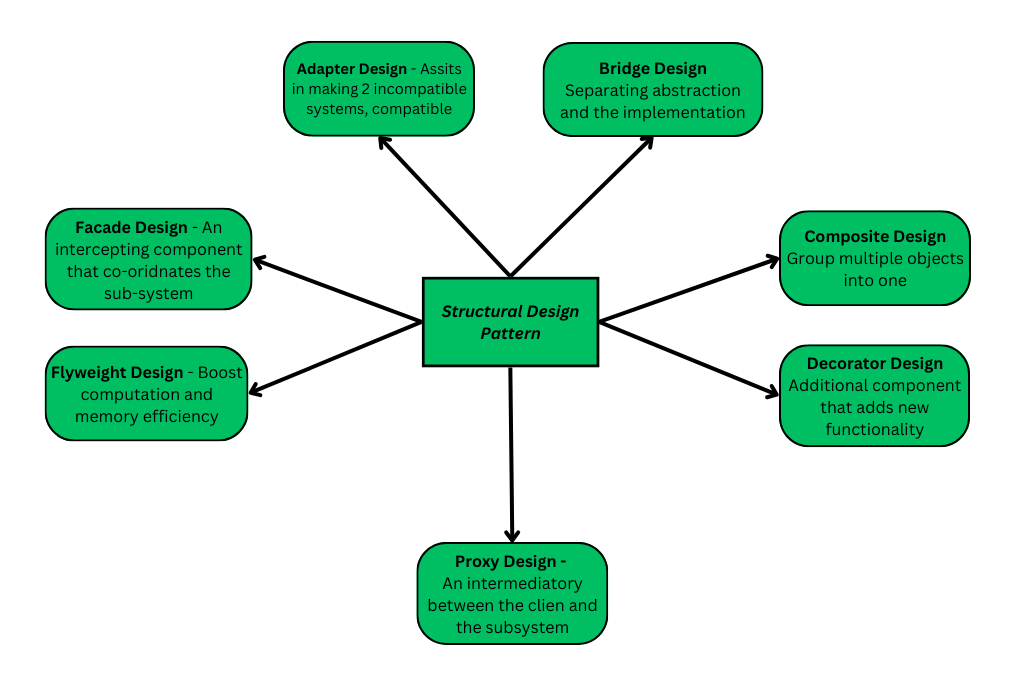 Adapter Design - Assits
in making 2 incompatible
systems, compatible
Bridge Design
Separating abstraction
and the implementation
Facade Design - An
intercepting component
that co-oridnates the
sub-system
Composite Design
Group multiple objects
into one
Structural Design
Pattern
Flyweight Design - Boost
computation and
memory efficiency
Decorator Design
Additional component
that adds new
functionality
Proxy Design -
An intermediatory
between the clien and
the subsystem